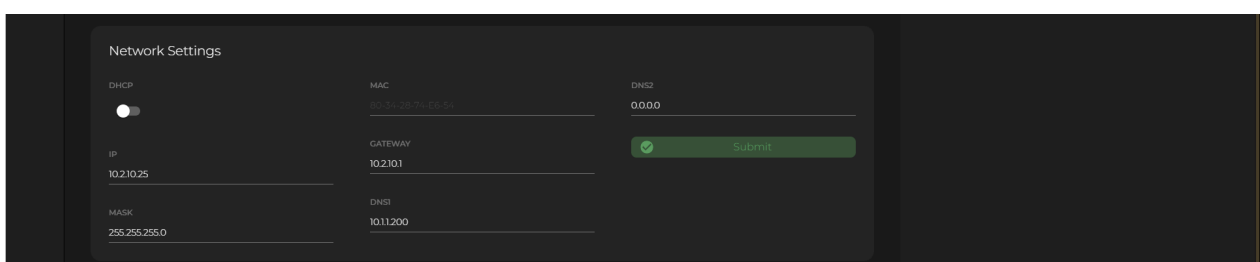 Network Settings
DHCP
IP
10.2.10.25
MASK
255.255.255.0
MAC
GATEWAY
10.2.10.1
DNS1
10.1.1.200
DNS2
0.0.0.0
Submit